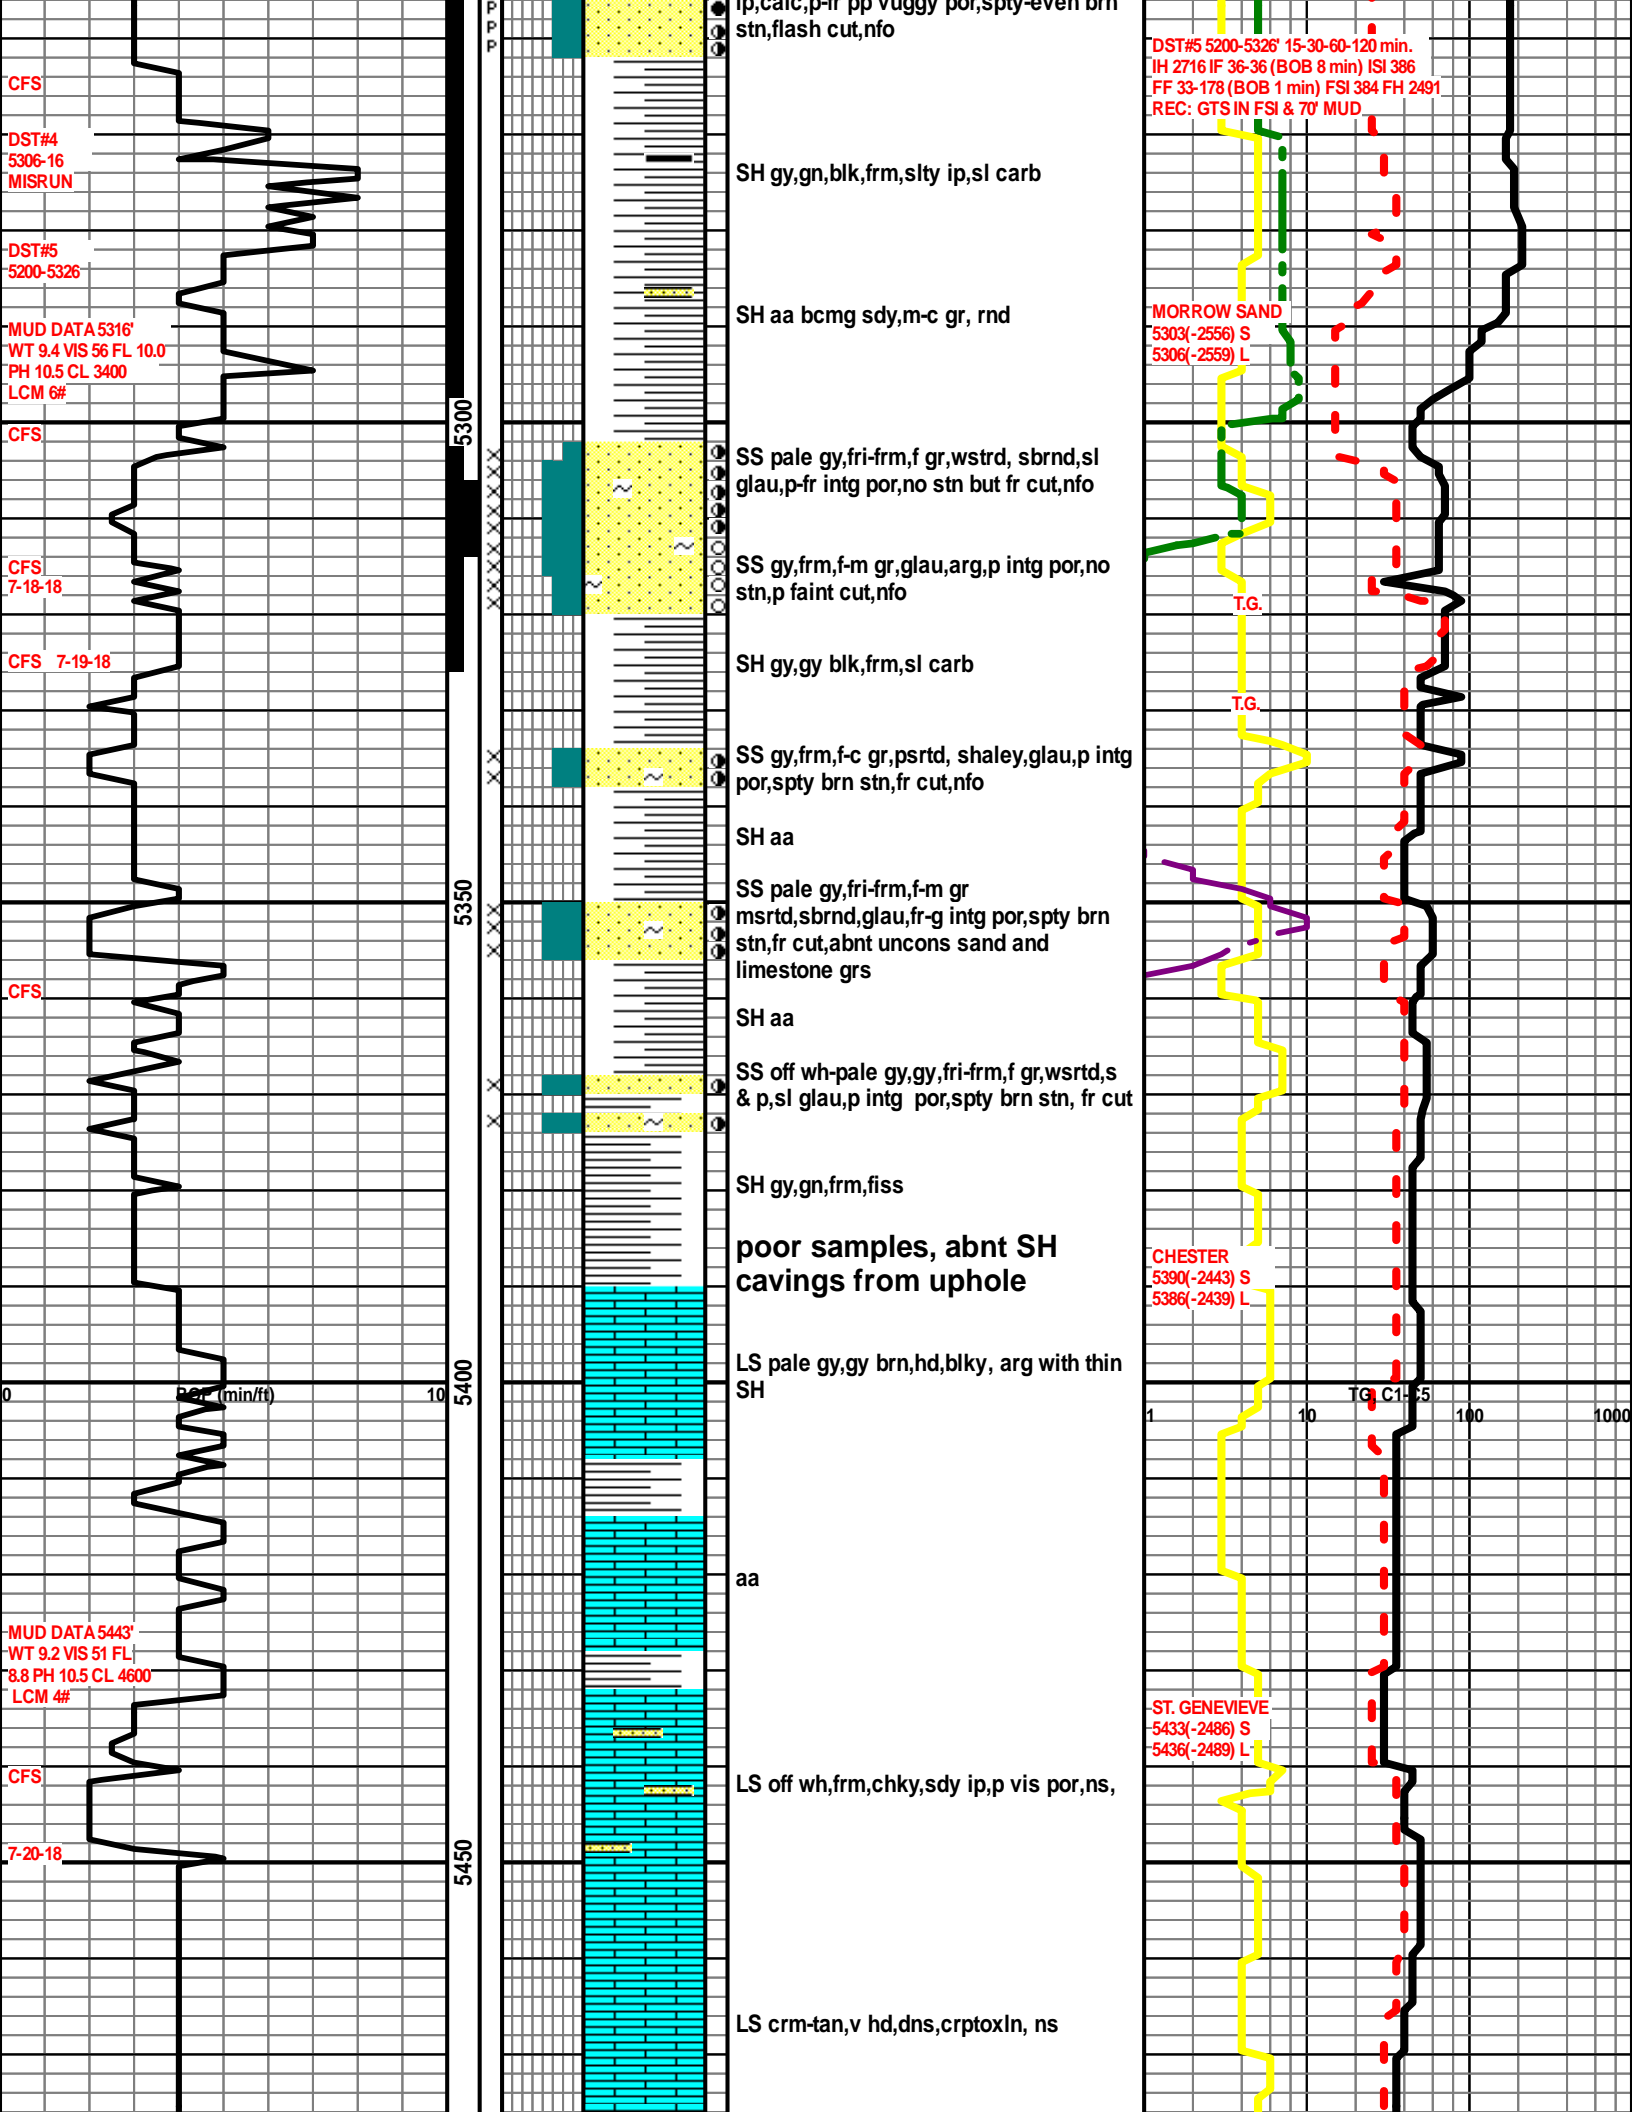 ip,calc,p-fr pp vuggy por,spty-even brn
stn,flash cut,nfo
P
P
P
CFS
DST#4
5306-16
MISRUN
DST#5
5200-5326
MUD DATA 5316'
WT 9.4 VIS 56 FL 10.0
PH 10.5 CL 3400
LCM 6#
CFS
CFS
7-18-18
CFS 7-19-18
CFS
0 ROP (min/ft) 10
MUD DATA 5443'
WT 9.2 VIS 51 FL
8.8 PH 10.5 CL 4600
LCM 4#
CFS
7-20-18
5300
5350
5400
5450
SH gy,gn,blk,frm,slty ip,sl carb
SH aa bcmg sdy,m-c gr, rnd
SS pale gy,fri-frm,f gr,wstrd, sbrnd,sl
glau,p-fr intg por,no stn but fr cut,nfo
SS gy,frm,f-m gr,glau,arg,p intg por,no
stn,p faint cut,nfo
SH gy,gy blk,frm,sl carb
SS gy,frm,f-c gr,psrtd, shaley,glau,p intg
por,spty brn stn,fr cut,nfo
SH aa
SS pale gy,fri-frm,f-m gr
msrtd,sbrnd,glau,fr-g intg por,spty brn
stn,fr cut,abnt uncons sand and
limestone grs
SH aa
SS off wh-pale gy,gy,fri-frm,f gr,wsrtd,s
& p,sl glau,p intg por,spty brn stn, fr cut
SH gy,gn,frm,fiss
poor samples, abnt SH
cavings from uphole
LS pale gy,gy brn,hd,blky, arg with thin
SH
aa
LS off wh,frm,chky,sdy ip,p vis por,ns,
LS crm-tan,v hd,dns,crptoxln, ns
DST#5 5200-5326' 15-30-60-120 min.
IH 2716 IF 36-36 (BOB 8 min) ISI 386
FF 33-178 (BOB 1 min) FSI 384 FH 2491
REC: GTS IN FSI & 70' MUD
MORROW SAND
5303(-2556) S
5306(-2559) L
T.G.
T.G.
CHESTER
5390(-2443) S
5386(-2439) L
TG, C1-C5
1 10 100 1000
ST. GENEVIEVE
5433(-2486) S
5436(-2489) L